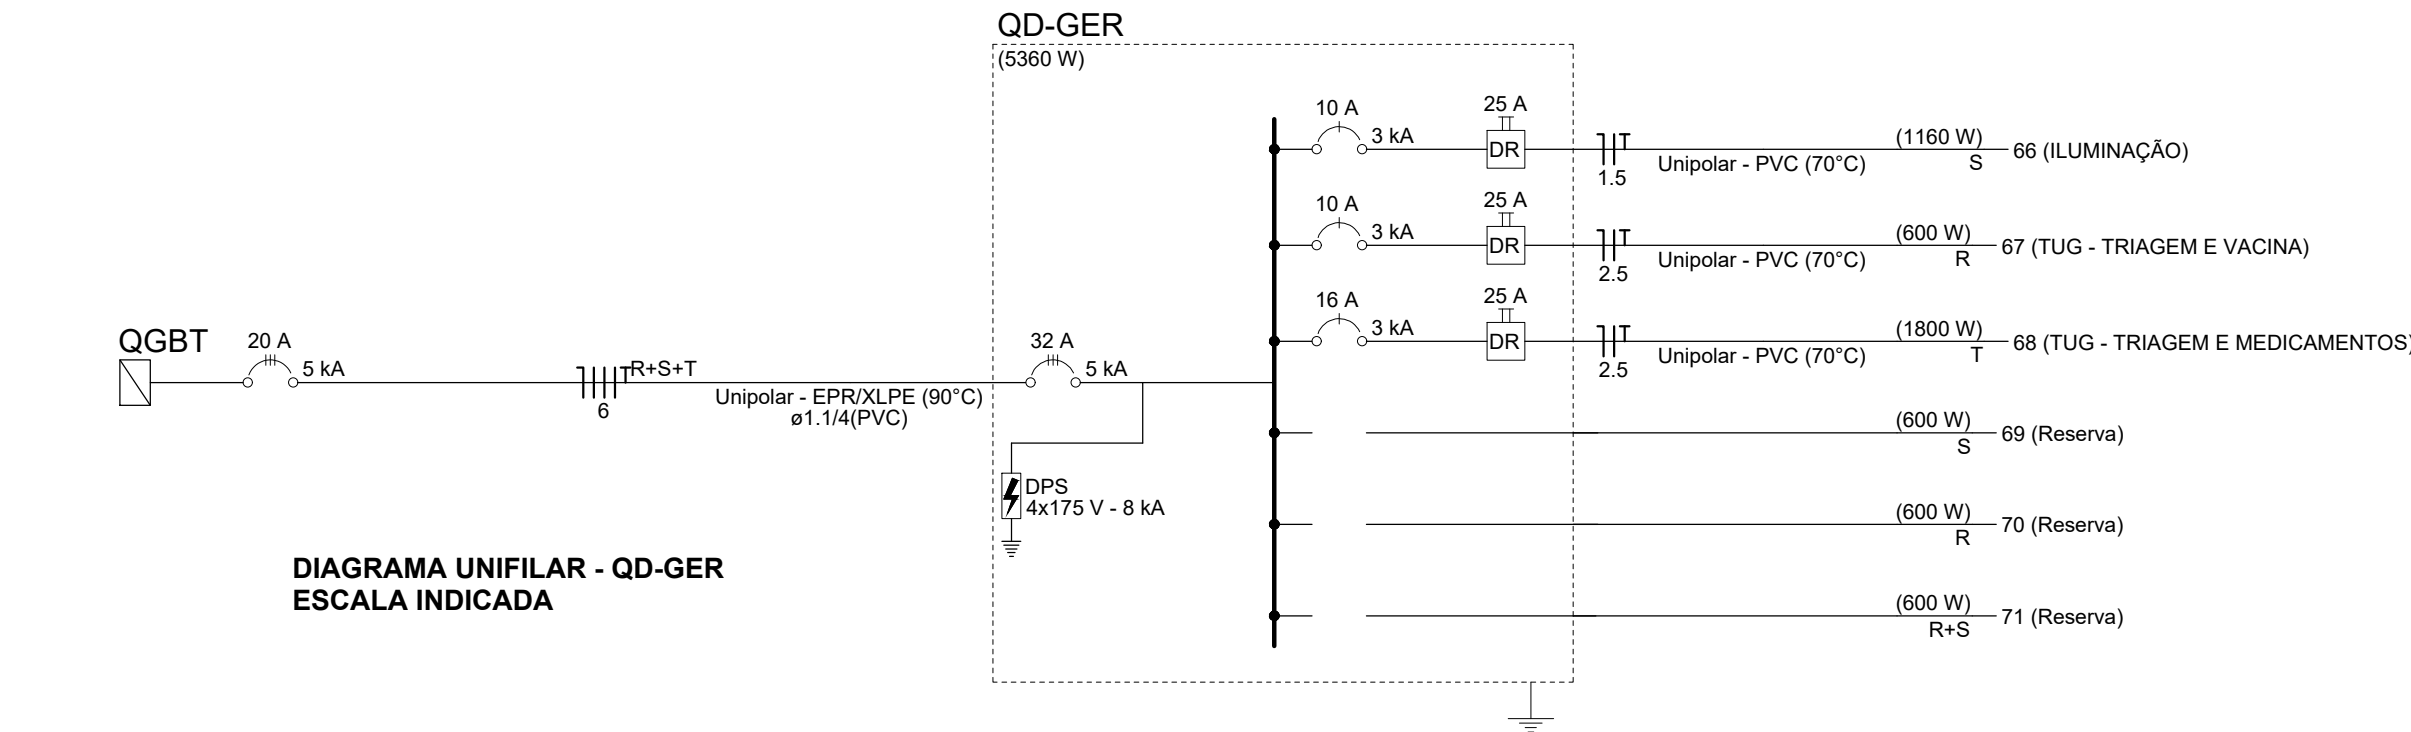 QD-GER
(5360 W)
10 A
3 kA
25 A
DR
1.5
Unipolar - PVC (70°C)
(1160 W)
S
66 (ILUMINAÇÃO)
10 A
3 kA
25 A
DR
2.5
Unipolar - PVC (70°C)
(600 W)
R
67 (TUG - TRIAGEM E VACINA)
16 A
3 kA
25 A
DR
2.5
Unipolar - PVC (70°C)
(1800 W)
T
68 (TUG - TRIAGEM E MEDICAMENTOS)
QGBT
20 A
5 kA
R+S+T
6
Unipolar - EPR/XLPE (90°C)
ø1.1/4(PVC)
32 A
5 kA
(600 W)
S
69 (Reserva)
DPS
4x175 V - 8 kA
(600 W)
R
70 (Reserva)
(600 W)
R+S
71 (Reserva)
DIAGRAMA UNIFILAR - QD-GER
ESCALA INDICADA